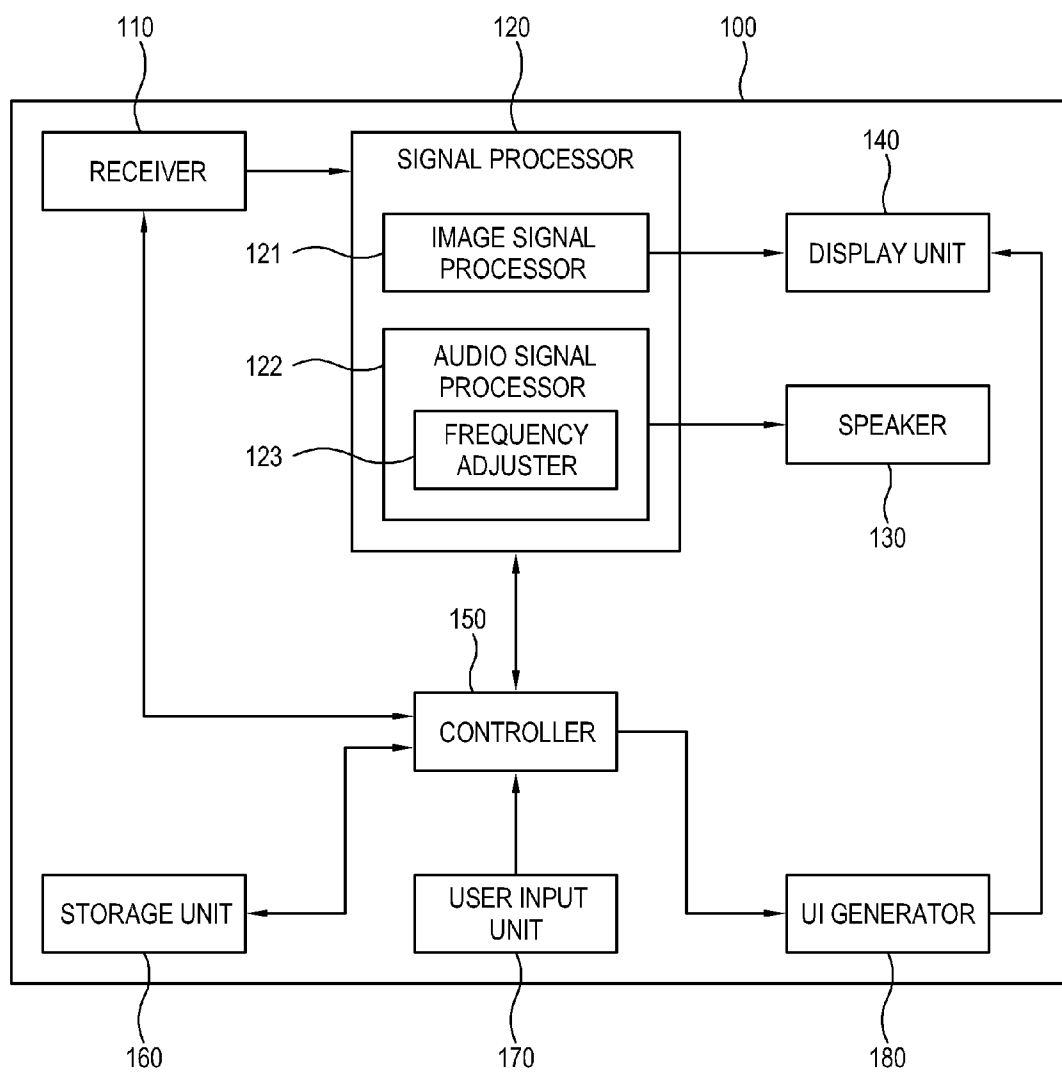 110
120
100
RECEIVER
SIGNAL PROCESSOR
140
121
IMAGE SIGNAL
PROCESSOR
DISPLAY UNIT
122
AUDIO SIGNAL
PROCESSOR
123
FREQUENCY
ADJUSTER
SPEAKER
130
150
CONTROLLER
STORAGE UNIT
USER INPUT
UNIT
UI GENERATOR
160
170
180